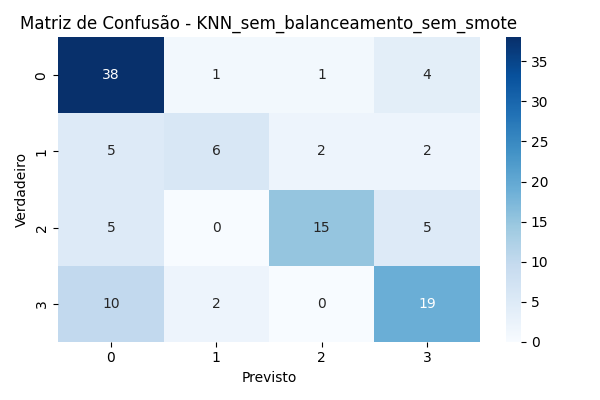 Matriz de Confusão - KNN_sem_balanceamento_sem_smote
0 38 1 1 4
1 5 6 2 2
2 5 0 15 5
3 10 2 0 19
0 1 2 3
Verdadeiro
Previsto
35
30
25
20
15
10
5
0